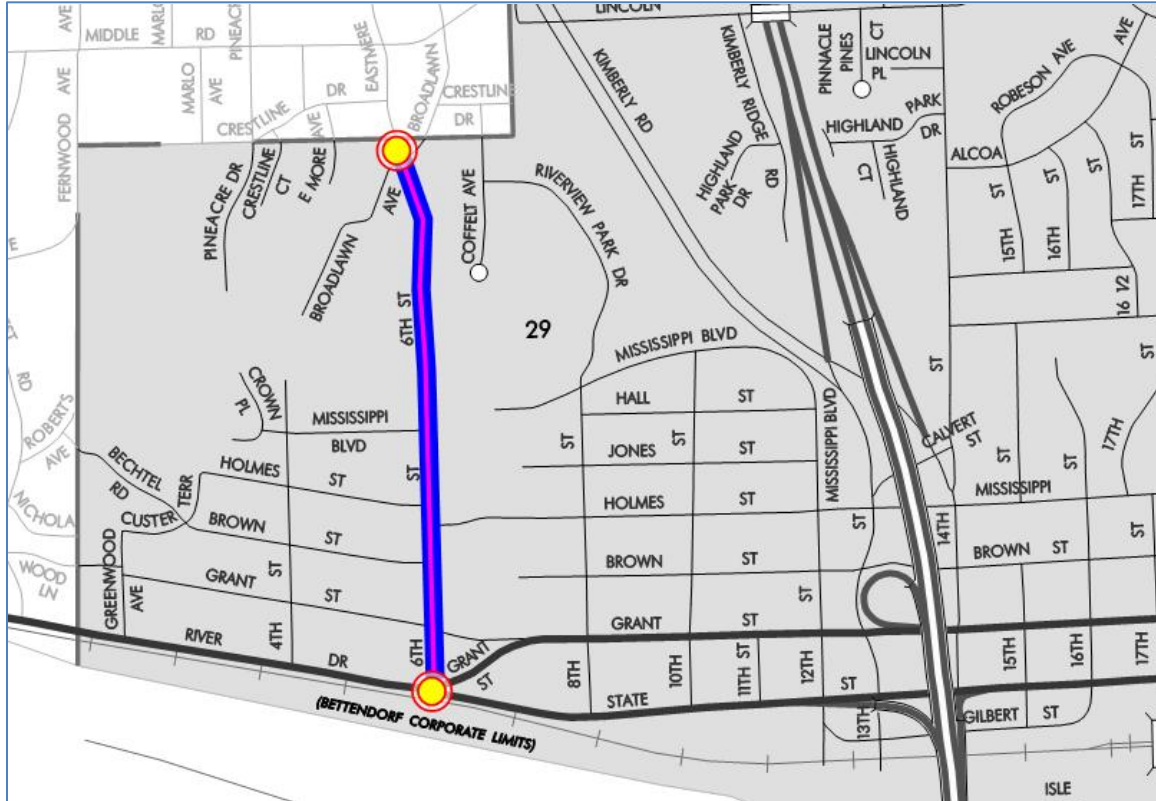 LINCOLN
AVE
MIDDLE RD
MARLO RD
PINEACR
EASTMERE
BROADLAWN
CRESTLINE
DR
FERNWOOD AVE
MARLO AVE
CRESTLINE DR
AVE
KIMBERLY RD
KIMBERLY RIDGE RD
PINNACLE PINES CT
LINCOLN PL
HIGHLAND PARK DR
HIGHLAND CT
HIGHLAND PARK DR
ROBESON AVE
AVE
ALCOA
15TH ST
16TH ST
ST
17TH ST
16 1/2
ST
PINEACRE DR
CRESTLINE CT
E MORE
BROADLAWN AVE
COFFELT AVE
RIVERVIEW PARK DR
6TH ST
29
MISSISSIPPI BLVD
E
CT
RD
ROBERTS AVE
CROWN PL
MISSISSIPPI BLVD
HALL ST
JONES ST
ST
ST
MISSISSIPPI BLVD
ST
CALVERT ST
ST
ST
17TH
BECHTEL RD
HOLMES ST
ST
HOLMES ST
MISSISSIPPI
NICHOLA
CUSTER TERR
BROWN ST
BROWN ST
ST
14TH
BROWN ST
ST
WOOD LN
GREENWOOD AVE
GRANT ST
ST
GRANT ST
ST
RIVER DR
4TH
6TH
GRANT ST
8TH
10TH
11TH ST
12TH
15TH
16TH
17TH
STATE ST
13TH
GILBERT ST
(BETTENDORF CORPORATE LIMITS)
ISLE